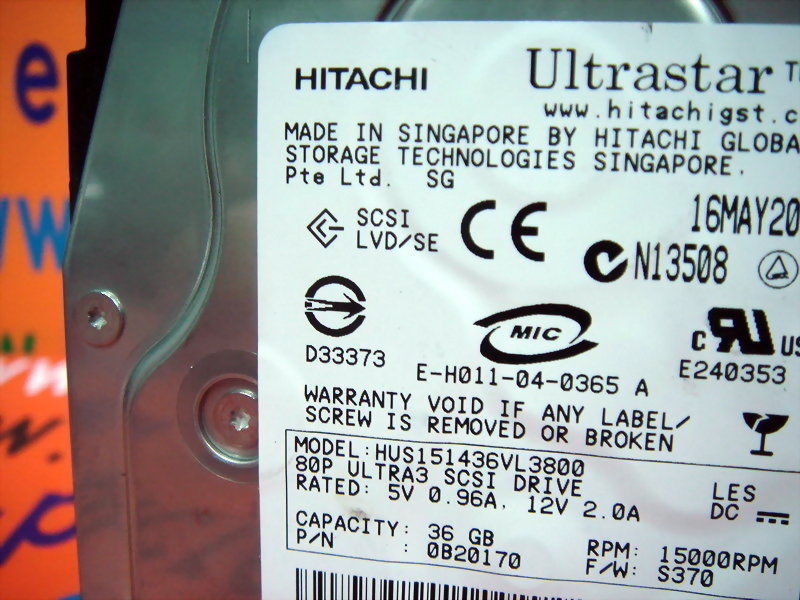 HITACHI Ultrastar
www.hitachigst.c
MADE IN SINGAPORE BY HITACHI GLOBA
STORAGE TECHNOLOGIES SINGAPORE.
Pte Ltd. SG
16MAY20
SCSI
LVD/SE
CE
N13508
D33373
MIC
E-H011-04-0365 A
c RU US
E240353
WARRANTY VOID IF ANY LABEL/
SCREW IS REMOVED OR BROKEN
MODEL:HUS151436VL3800
80P ULTRA3 SCSI DRIVE
RATED: 5V 0.96A, 12V 2.0A
LES
DC
CAPACITY: 36 GB
P/N : 0B20170
RPM: 15000RPM
F/W: S370